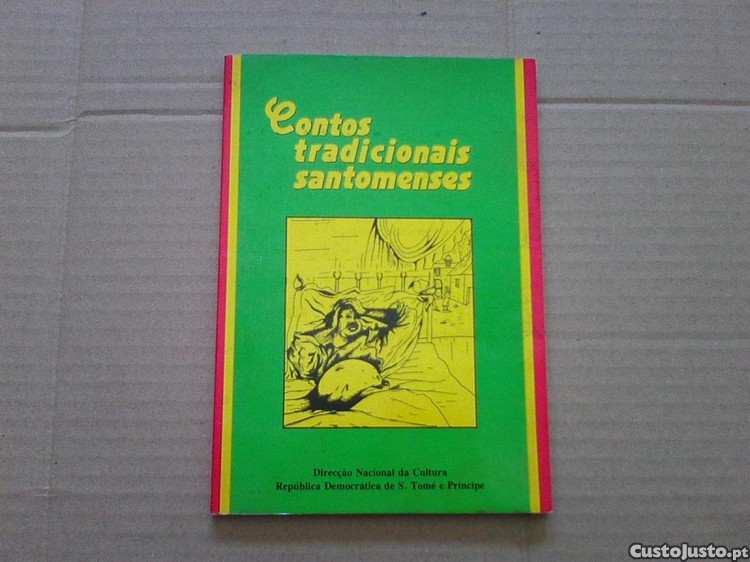 Contos
tradicionais
santomenses
Direcção Nacional da Cultura
República Democrática de S. Tomé e Príncipe
CustoJusto.pt